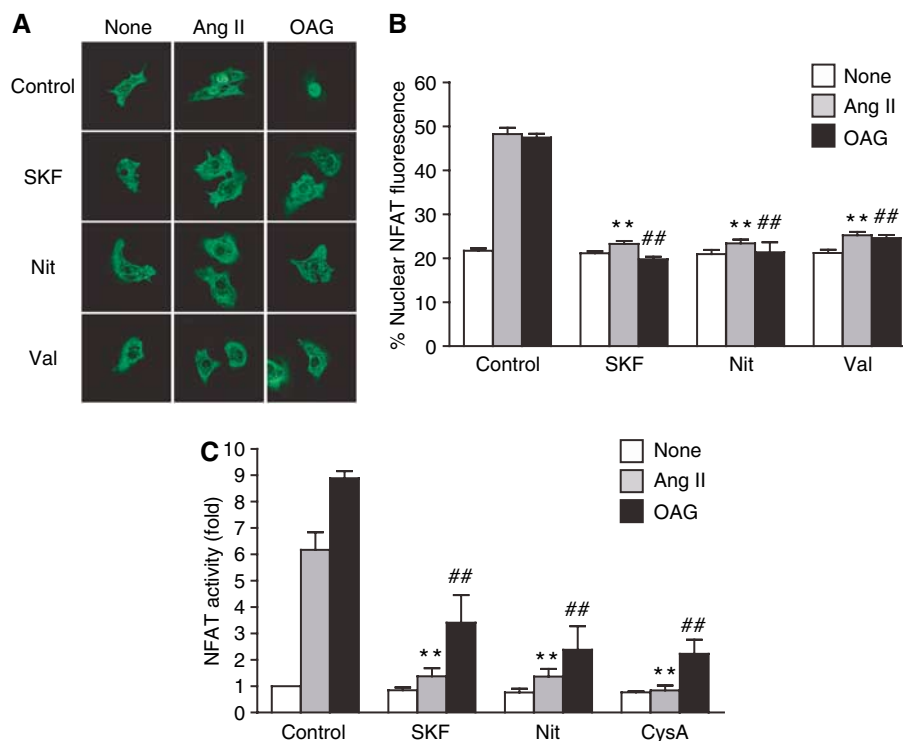 A
None Ang II OAG
Control
SKF
Nit
Val
B
% Nuclear NFAT fluorescence
60
50
40
30
20
10
0
None
Ang II
OAG
** ## ** ## ** ##
Control SKF Nit Val
C
NFAT activity (fold)
10
9
8
7
6
5
4
3
2
1
0
None
Ang II
OAG
** ## ** ## ** ##
Control SKF Nit CysA